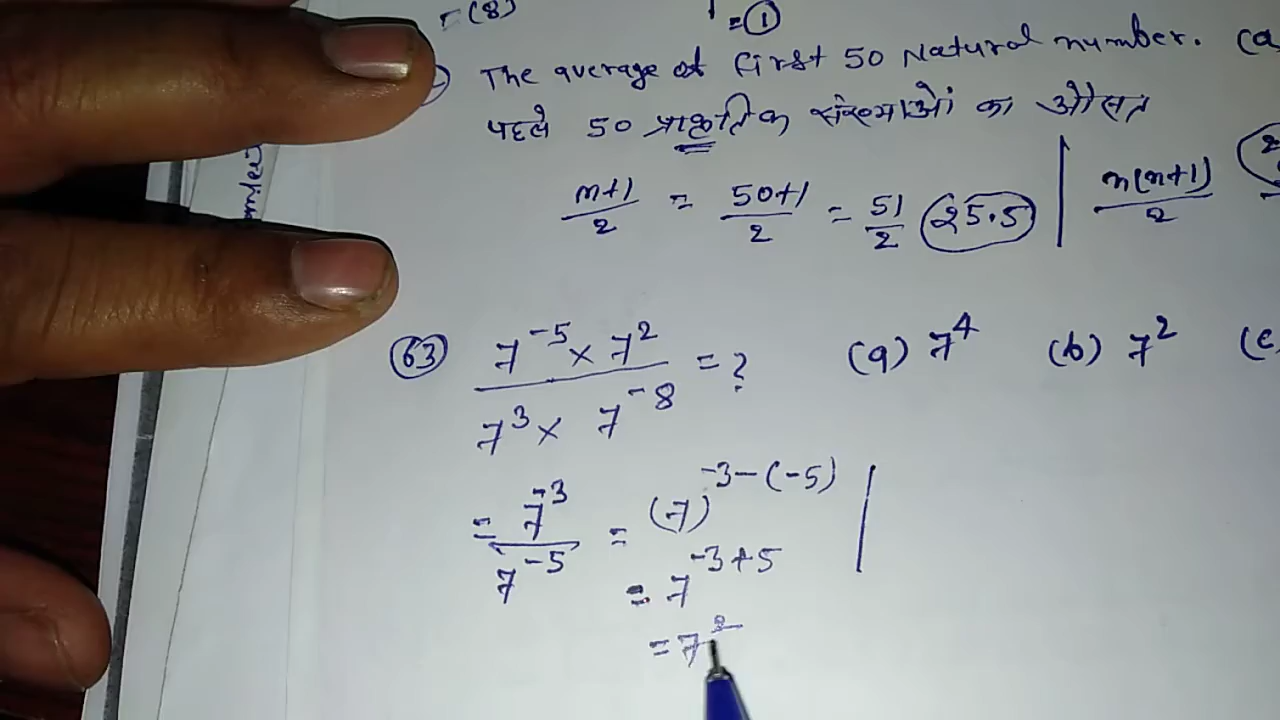 (8)
= ①
The average of first 50 Natural number. (a
पहले 50 प्राकृतिक संख्याओं का औसत
n+1/2 = 50+1/2 = 51/2 25.5 | n(n+1)/2
63 7^-5 × 7^2 / 7^3 × 7^-8 = ? (a) 7^4 (b) 7^2 (c
= 7^-3 / 7^-5 = (7)^-3-(-5)
= 7^-3+5
= 7^2